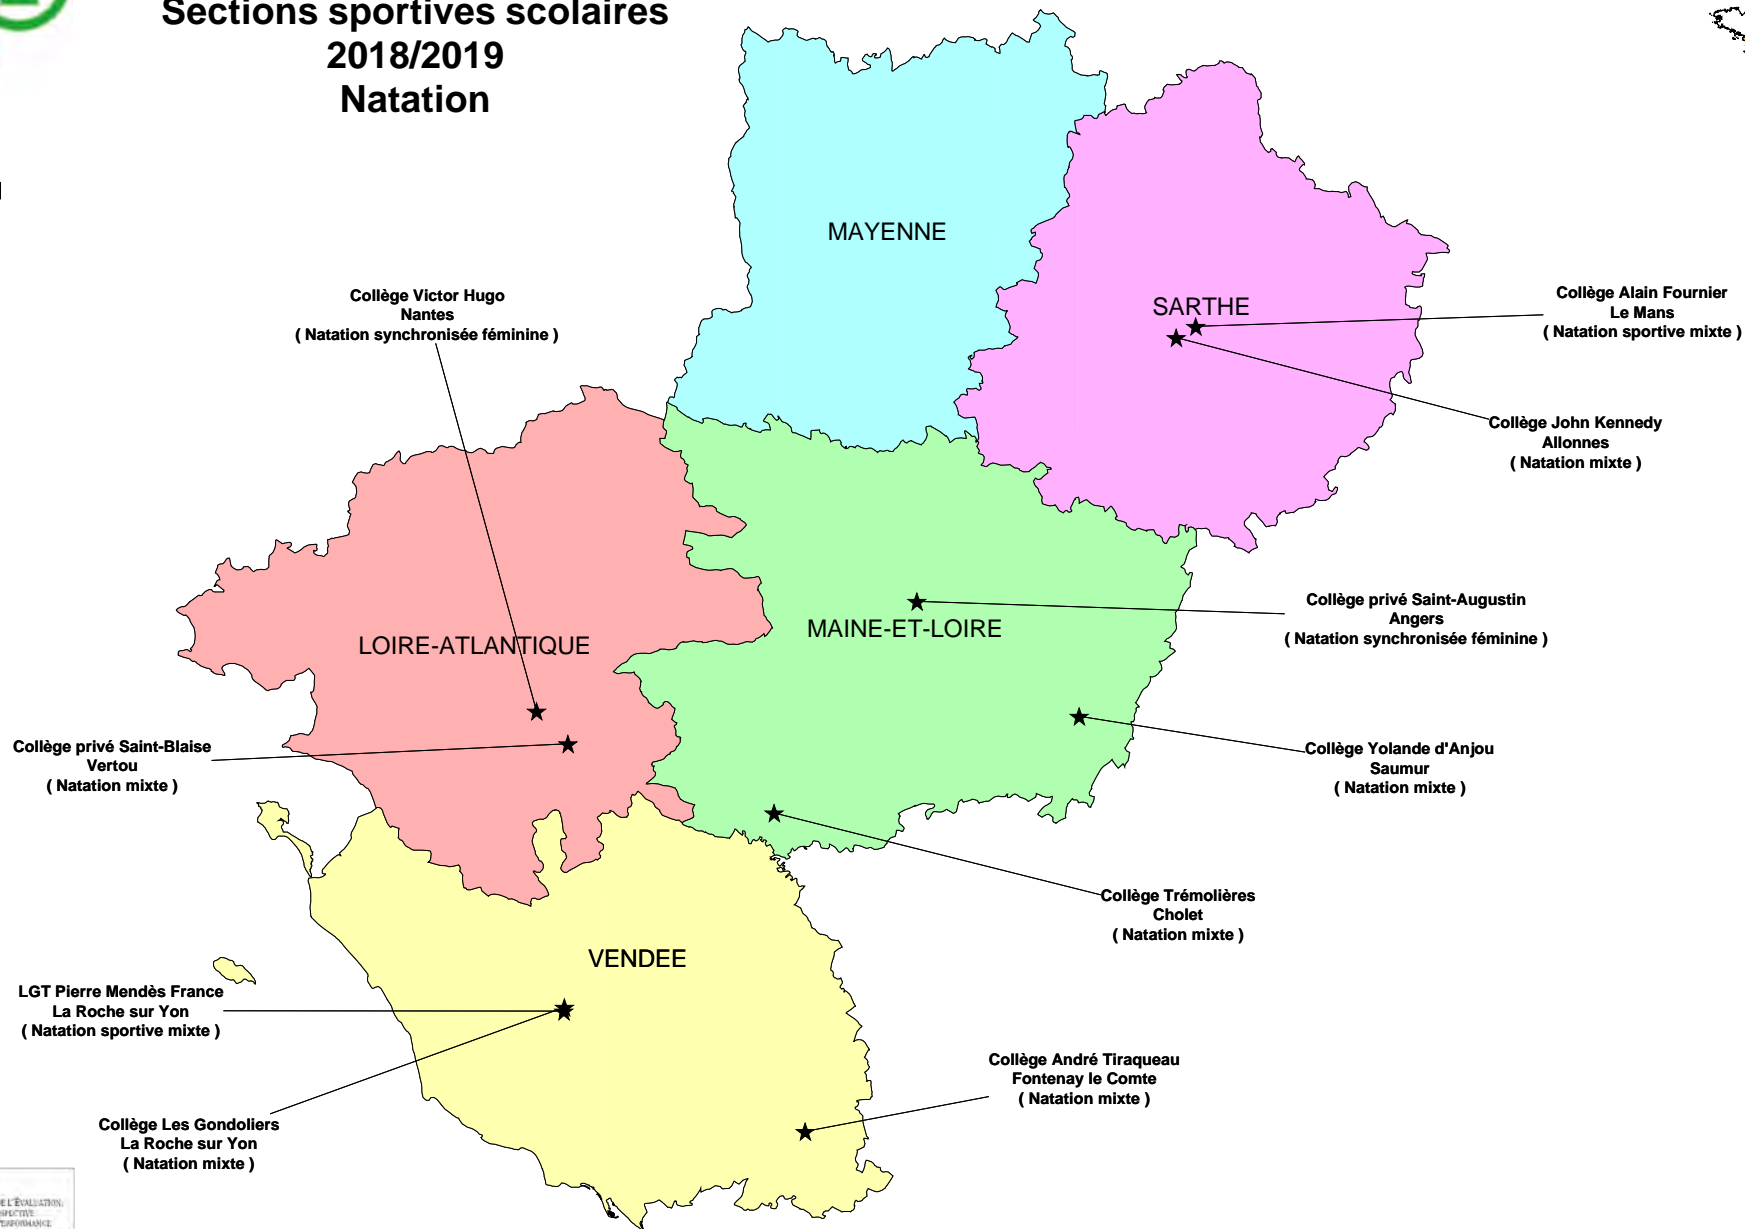 Sections sportives scolaires
2018/2019
Natation
MAYENNE
SARTHE
Collège Victor Hugo
Nantes
( Natation synchronisée féminine )
Collège Alain Fournier
Le Mans
( Natation sportive mixte )
Collège John Kennedy
Allonnes
( Natation mixte )
LOIRE-ATLANTIQUE
MAINE-ET-LOIRE
Collège privé Saint-Augustin
Angers
( Natation synchronisée féminine )
Collège privé Saint-Blaise
Vertou
( Natation mixte )
Collège Yolande d'Anjou
Saumur
( Natation mixte )
Collège Trémolières
Cholet
( Natation mixte )
VENDEE
LGT Pierre Mendès France
La Roche sur Yon
( Natation sportive mixte )
Collège André Tiraqueau
Fontenay le Comte
( Natation mixte )
Collège Les Gondoliers
La Roche sur Yon
( Natation mixte )
E L'ÉVALUATION,